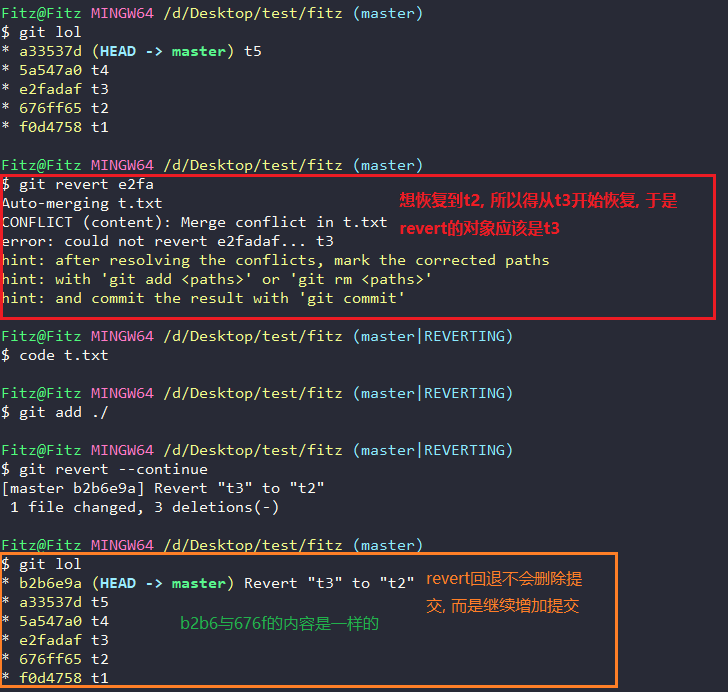 Fitz@Fitz MINGW64 /d/Desktop/test/fitz (master)
$ git lol
* a33537d (HEAD -> master) t5
* 5a547a0 t4
* e2fadaf t3
* 676ff65 t2
* f0d4758 t1
Fitz@Fitz MINGW64 /d/Desktop/test/fitz (master)
$ git revert e2fa
Auto-merging t.txt
CONFLICT (content): Merge conflict in t.txt
error: could not revert e2fadaf... t3
hint: after resolving the conflicts, mark the corrected paths
hint: with 'git add <paths>' or 'git rm <paths>'
hint: and commit the result with 'git commit'
想恢复到t2, 所以得从t3开始恢复, 于是
revert的对象应该是t3
Fitz@Fitz MINGW64 /d/Desktop/test/fitz (master|REVERTING)
$ code t.txt
Fitz@Fitz MINGW64 /d/Desktop/test/fitz (master|REVERTING)
$ git add ./
Fitz@Fitz MINGW64 /d/Desktop/test/fitz (master|REVERTING)
$ git revert --continue
[master b2b6e9a] Revert "t3" to "t2"
1 file changed, 3 deletions(-)
Fitz@Fitz MINGW64 /d/Desktop/test/fitz (master)
$ git lol
* b2b6e9a (HEAD -> master) Revert "t3" to "t2"
* a33537d t5
* 5a547a0 t4
* e2fadaf t3
* 676ff65 t2
* f0d4758 t1
revert回退不会删除提
交, 而是继续增加提交
b2b6与676f的内容是一样的